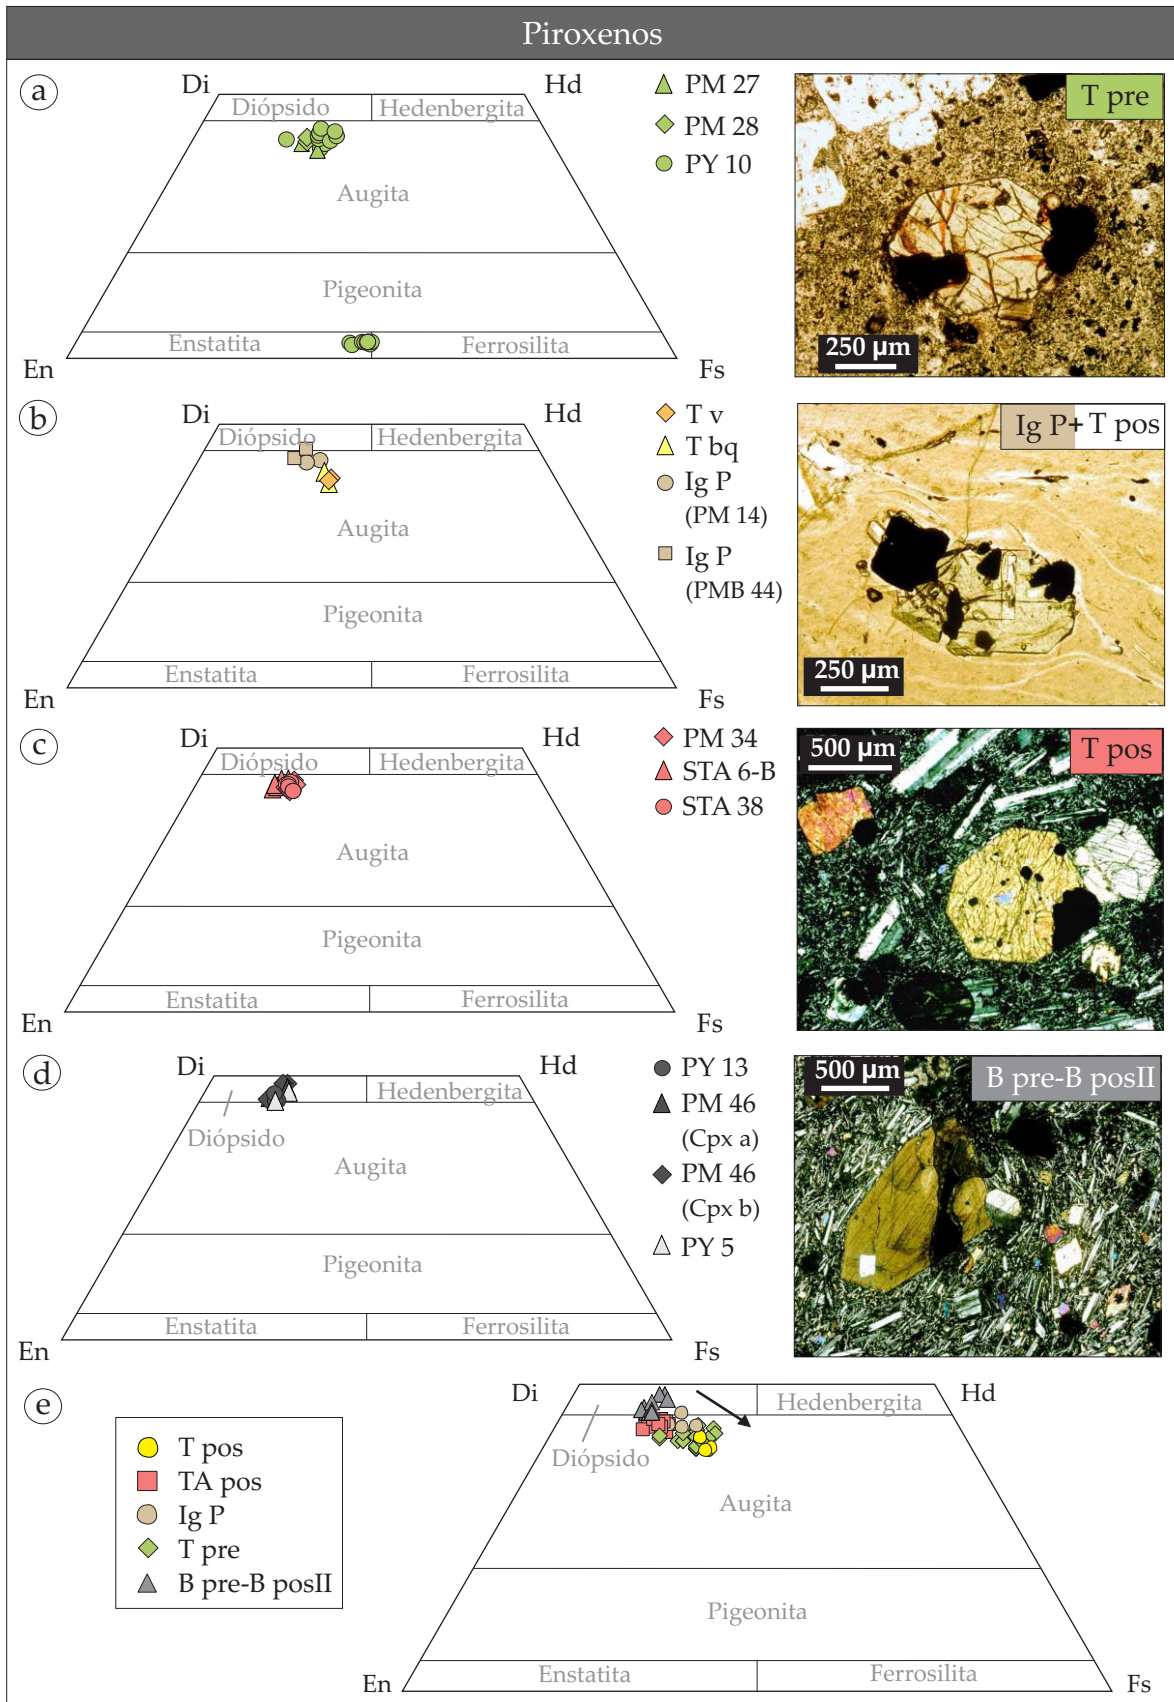 Piroxenos
a
Di
Hd
Diópsido
Hedenbergita
Augita
Pigeonita
Enstatita
Ferrosilita
En
Fs
PM 27
PM 28
PY 10
T pre
250 µm
b
Di
Hd
Diópsido
Hedenbergita
Augita
Pigeonita
Enstatita
Ferrosilita
En
Fs
T v
T bq
Ig P
(PM 14)
Ig P
(PMB 44)
Ig P+T pos
250 µm
c
Di
Hd
Diópsido
Hedenbergita
Augita
Pigeonita
Enstatita
Ferrosilita
En
Fs
PM 34
STA 6-B
STA 38
500 µm
T pos
d
Di
Hd
Hedenbergita
Diópsido
Augita
Pigeonita
Enstatita
Ferrosilita
En
Fs
PY 13
PM 46
(Cpx a)
PM 46
(Cpx b)
PY 5
500 µm
B pre-B posII
e
T pos
TA pos
Ig P
T pre
B pre-B posII
Di
Hd
Hedenbergita
Diópsido
Augita
Pigeonita
Enstatita
Ferrosilita
En
Fs